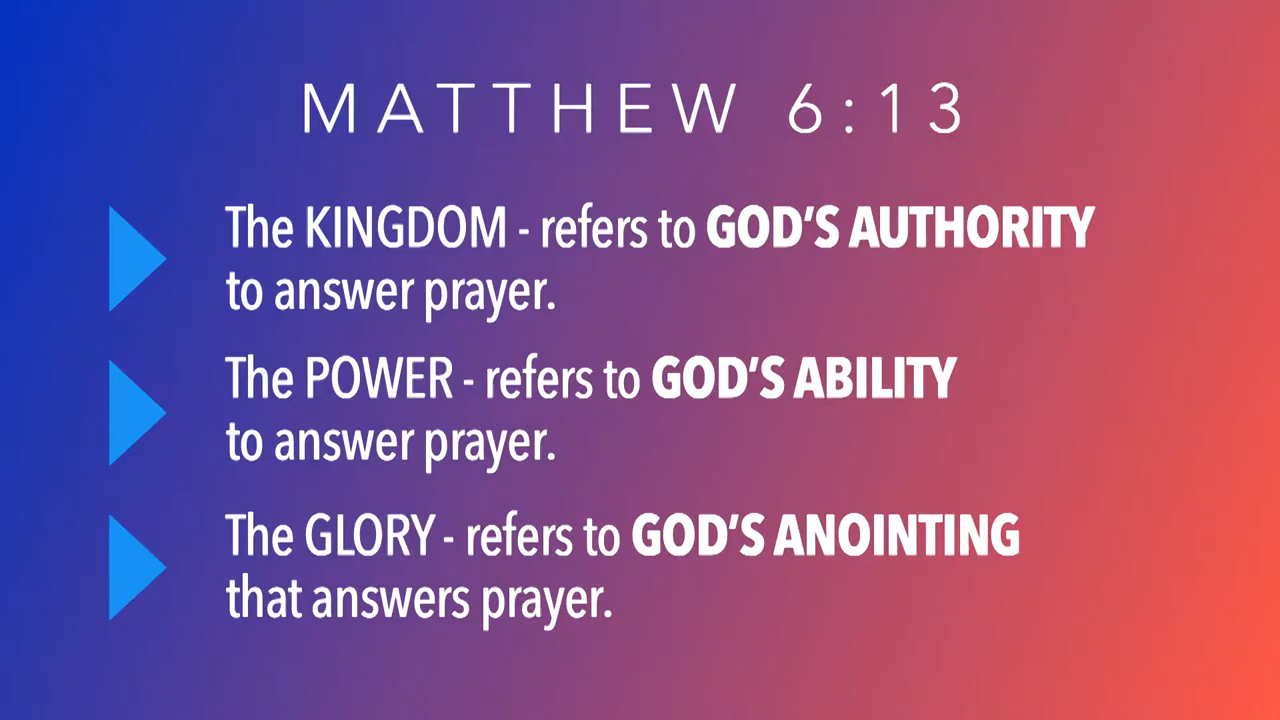 MATTHEW 6:13
The KINGDOM - refers to GOD'S AUTHORITY
to answer prayer.
The POWER - refers to GOD'S ABILITY
to answer prayer.
The GLORY - refers to GOD'S ANOINTING
that answers prayer.